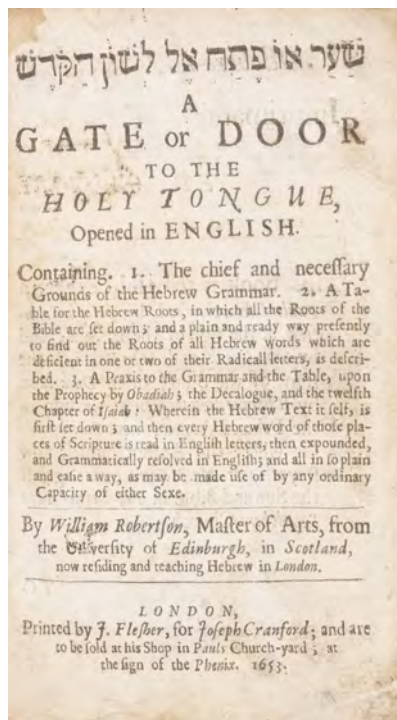 שַׁעַר אוֹ פֶּתַח אֶל לְשׁוֹן הַקֹּדֶשׁ
A
GATE or DOOR
TO THE
HOLY TONGUE,
Opened in ENGLISH.
Containing. 1. The chief and neceſſary
Grounds of the Hebrew Grammar. 2. A Ta-
ble for the Hebrew Roots, in which all the Roots of the
Bible are ſet down; and a plain and ready way preſently
to find out the Roots of all Hebrew Words which are
deficient in one or two of their Radicall letters, is deſcri-
bed. 3. A Praxis to the Grammar and the Table, upon
the Prophecy by Obadiah; the Decalogue, and the twelfth
Chapter of Iſaiah: Wherein the Hebrew Text it ſelf, is
firſt ſet down; and then every Hebrew word of thoſe pla-
ces of Scripture is read in Engliſh letters, then expounded,
and Grammatically reſolved in Engliſh; and all in ſo plain
and eaſie a way, as may be made uſe of by any ordinary
Capacity of either Sexe.
By William Robertſon, Maſter of Arts, from
the University of Edinburgh, in Scotland,
now reſiding and teaching Hebrew in London.
LONDON,
Printed by J. Fleſher, for Joſeph Cranford; and are
to be ſold at his Shop in Pauls Church-yard; at
the ſign of the Phenix. 1653.